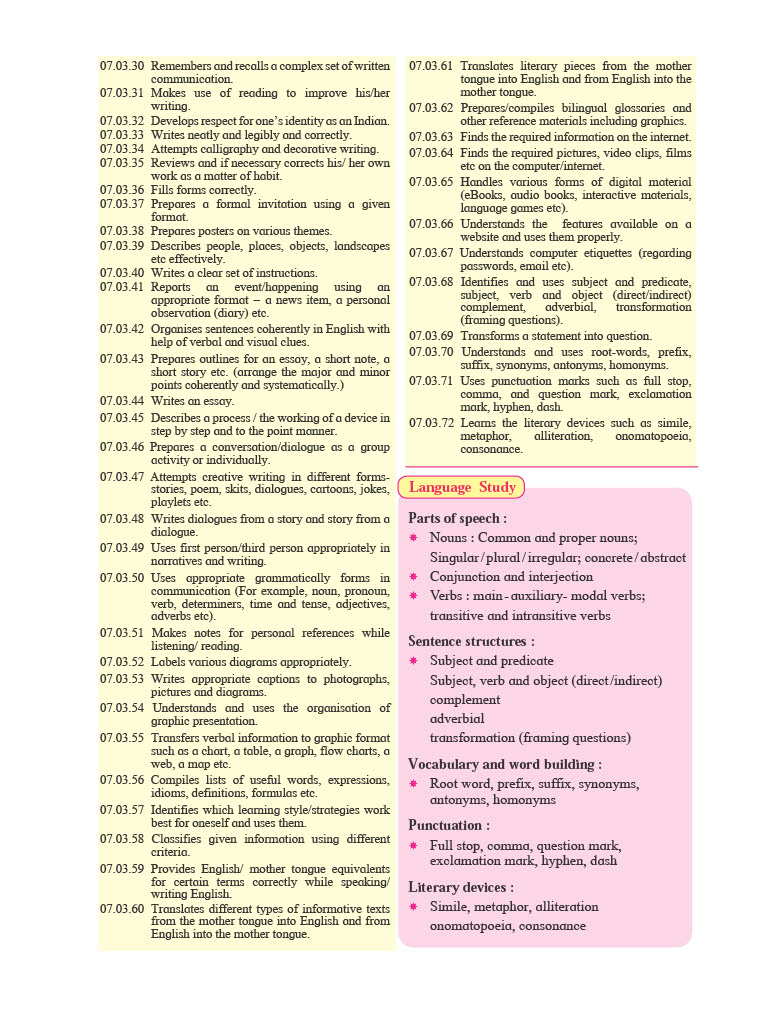 07.03.30 Remembers and recalls a complex set of written
communication.
07.03.31 Makes use of reading to improve his/her
writing.
07.03.32 Develops respect for one's identity as an Indian.
07.03.33 Writes neatly and legibly and correctly.
07.03.34 Attempts calligraphy and decorative writing.
07.03.35 Reviews and if necessary corrects his/ her own
work as a matter of habit.
07.03.36 Fills forms correctly.
07.03.37 Prepares a formal invitation using a given
format.
07.03.38 Prepares posters on various themes.
07.03.39 Describes people, places, objects, landscapes
etc effectively.
07.03.40 Writes a clear set of instructions.
07.03.41 Reports an event/happening using an
appropriate format – a news item, a personal
observation (diary) etc.
07.03.42 Organises sentences coherently in English with
help of verbal and visual clues.
07.03.43 Prepares outlines for an essay, a short note, a
short story etc. (arrange the major and minor
points coherently and systematically.)
07.03.44 Writes an essay.
07.03.45 Describes a process / the working of a device in
step by step and to the point manner.
07.03.46 Prepares a conversation/dialogue as a group
activity or individually.
07.03.47 Attempts creative writing in different forms-
stories, poem, skits, dialogues, cartoons, jokes,
playlets etc.
07.03.48 Writes dialogues from a story and story from a
dialogue.
07.03.49 Uses first person/third person appropriately in
narratives and writing.
07.03.50 Uses appropriate grammatically forms in
communication (For example, noun, pronoun,
verb, determiners, time and tense, adjectives,
adverbs etc).
07.03.51 Makes notes for personal references while
listening/ reading.
07.03.52 Labels various diagrams appropriately.
07.03.53 Writes appropriate captions to photographs,
pictures and diagrams.
07.03.54 Understands and uses the organisation of
graphic presentation.
07.03.55 Transfers verbal information to graphic format
such as a chart, a table, a graph, flow charts, a
web, a map etc.
07.03.56 Compiles lists of useful words, expressions,
idioms, definitions, formulas etc.
07.03.57 Identifies which learning style/strategies work
best for oneself and uses them.
07.03.58 Classifies given information using different
criteria.
07.03.59 Provides English/ mother tongue equivalents
for certain terms correctly while speaking/
writing English.
07.03.60 Translates different types of informative texts
from the mother tongue into English and from
English into the mother tongue.
07.03.61 Translates literary pieces from the mother
tongue into English and from English into the
mother tongue.
07.03.62 Prepares/compiles bilingual glossaries and
other reference materials including graphics.
07.03.63 Finds the required information on the internet.
07.03.64 Finds the required pictures, video clips, films
etc on the computer/internet.
07.03.65 Handles various forms of digital material
(eBooks, audio books, interactive materials,
language games etc).
07.03.66 Understands the features available on a
website and uses them properly.
07.03.67 Understands computer etiquettes (regarding
passwords, email etc).
07.03.68 Identifies and uses subject and predicate,
subject, verb and object (direct/indirect)
complement, adverbial, transformation
(framing questions).
07.03.69 Transforms a statement into question.
07.03.70 Understands and uses root-words, prefix,
suffix, synonyms, antonyms, homonyms.
07.03.71 Uses punctuation marks such as full stop,
comma, and question mark, exclamation
mark, hyphen, dash.
07.03.72 Learns the literary devices such as simile,
metaphor, alliteration, onomatopoeia,
consonance.
Language Study
Parts of speech :
✸ Nouns : Common and proper nouns;
Singular/plural/irregular; concrete/abstract
✸ Conjunction and interjection
✸ Verbs : main-auxiliary- modal verbs;
transitive and intransitive verbs
Sentence structures :
✸ Subject and predicate
Subject, verb and object (direct/indirect)
complement
adverbial
transformation (framing questions)
Vocabulary and word building :
✸ Root word, prefix, suffix, synonyms,
antonyms, homonyms
Punctuation :
✸ Full stop, comma, question mark,
exclamation mark, hyphen, dash
Literary devices :
✸ Simile, metaphor, alliteration
onomatopoeia, consonance